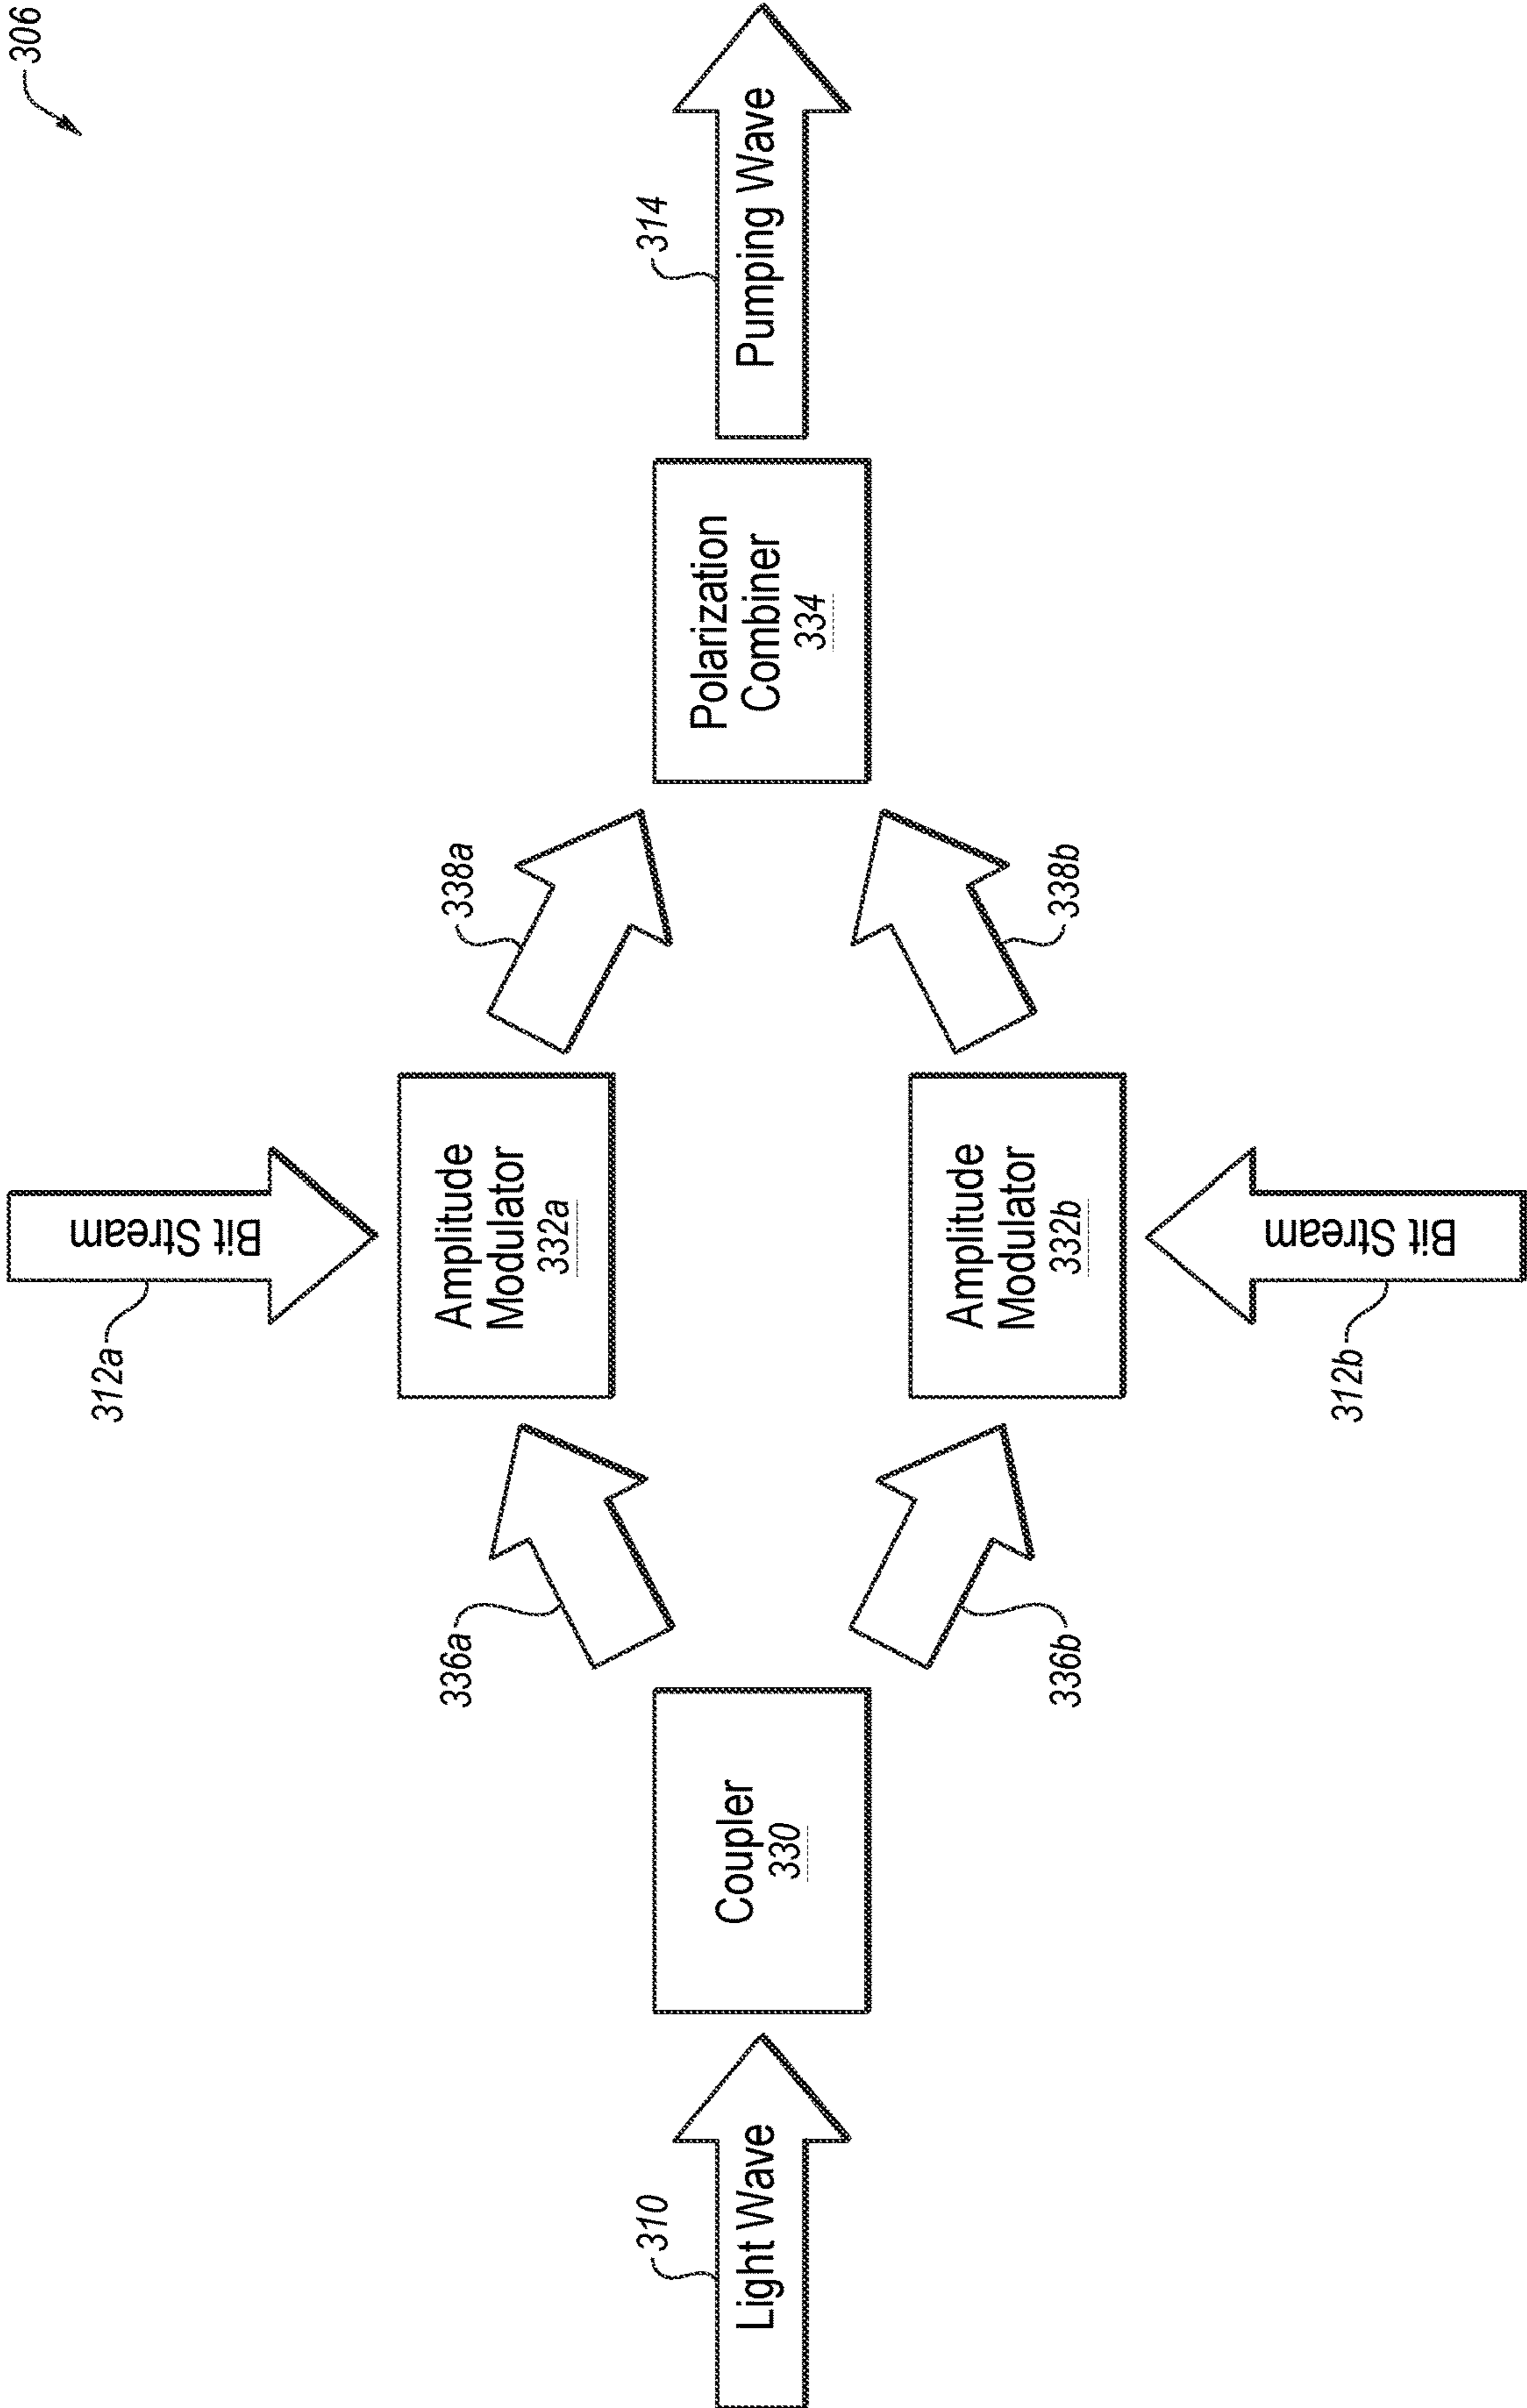 306
312a
Bit Stream
336a
338a
Amplitude
Modulator
332a
310
Light Wave
Coupler
330
Polarization
Combiner
334
314
Pumping Wave
Amplitude
Modulator
332b
336b
338b
312b
Bit Stream